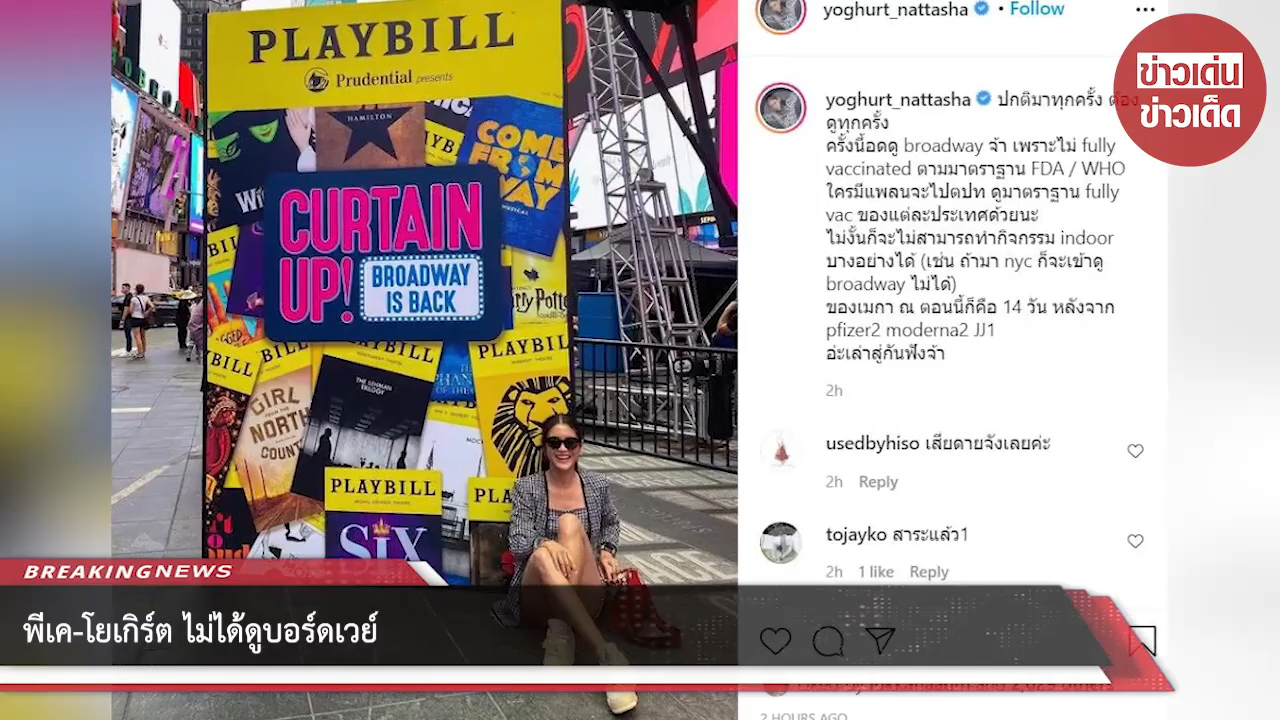 PLAYBILL
Prudential presents
HAMILTON
COME
FROM
AWAY
CURTAIN
UP!
BROADWAY
IS BACK
PLAYBILL
GIRL
FROM THE
NORTH
COUNTRY
THE LEHMAN
TRILOGY
PLAYBILL
SIX
yoghurt_nattasha • Follow
ข่าวเด่น
ข่าวเด็ด
yoghurt_nattasha ปกติมาทุกครั้ง ต้อง
ดูทุกครั้ง
ครั้งนี้อดดู broadway จ้า เพราะไม่ fully
vaccinated ตามมาตราฐาน FDA / WHO
ใครมีแพลนจะไปตปท ดูมาตราฐาน fully
vac ของแต่ละประเทศด้วยนะ
ไม่งั้นก็จะไม่สามารถทำกิจกรรม indoor
บางอย่างได้ (เช่น ถ้ามา nyc ก็จะเข้าดู
broadway ไม่ได้)
ของเมกา ณ ตอนนี้ก็คือ 14 วัน หลังจาก
pfizer2 moderna2 JJ1
อะเล่าสู่กันฟังจ้า
2h
usedbyhiso เสียดายจังเลยค่ะ
2h Reply
tojayko สาระแล้ว1
2h 1 like Reply
2 HOURS AGO
BREAKING NEWS
พีเค-โยเกิร์ต ไม่ได้ดูบอร์ดเวย์